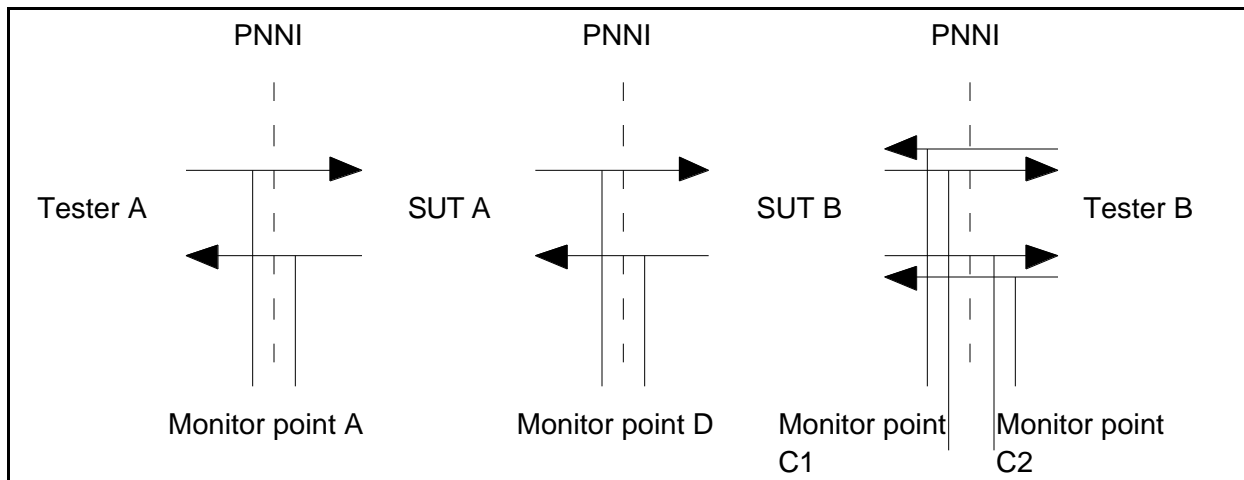 PNNI
PNNI
PNNI
Tester A
SUT A
SUT B
Tester B
Monitor point A
Monitor point D
Monitor point
C1
Monitor point
C2